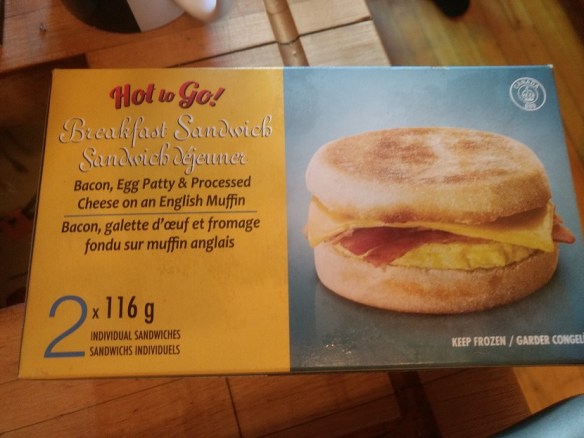 Hot to Go!
Breakfast Sandwich
Sandwich déjeuner
Bacon, Egg Patty & Processed
Cheese on an English Muffin
Bacon, galette d'œuf et fromage
fondu sur muffin anglais
2 x 116 g
INDIVIDUAL SANDWICHES
SANDWICHS INDIVIDUELS
CANADA
KEEP FROZEN / GARDER CONGEL